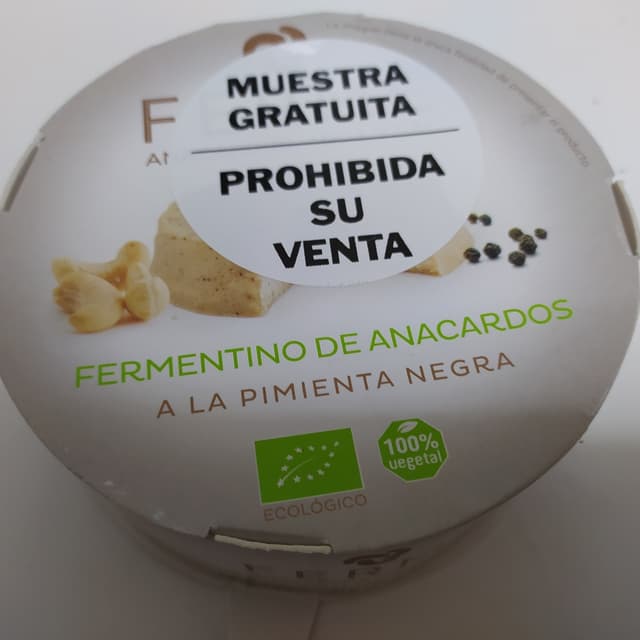 MUESTRA
GRATUITA
PROHIBIDA
SU
VENTA
F
FERMENTINO DE ANACARDOS
A LA PIMIENTA NEGRA
100%
vegetal
ECOLÓGICO